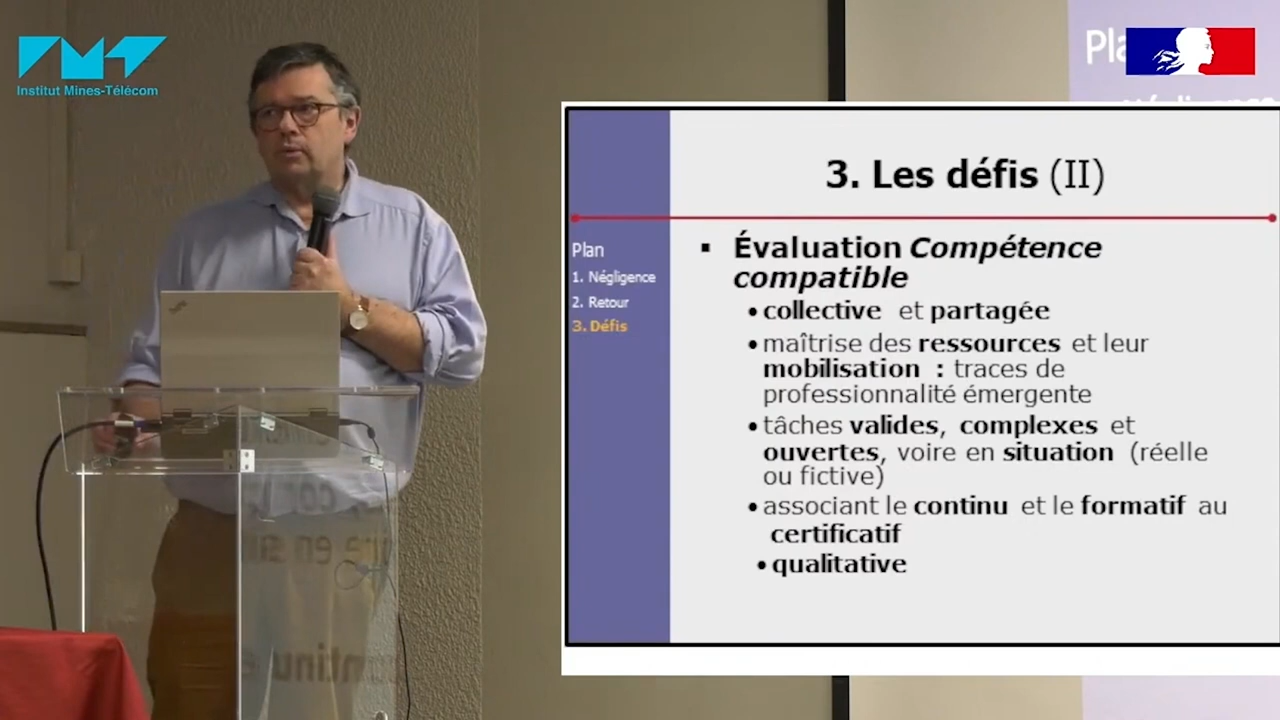 Institut Mines-Télécom
Pla
3. Les défis (II)
Plan
1. Négligence
2. Retour
3. Défis
▪ Évaluation Compétence
compatible
• collective et partagée
• maîtrise des ressources et leur
mobilisation : traces de
professionnalité émergente
• tâches valides, complexes et
ouvertes, voire en situation (réelle
ou fictive)
• associant le continu et le formatif au
certificatif
• qualitative